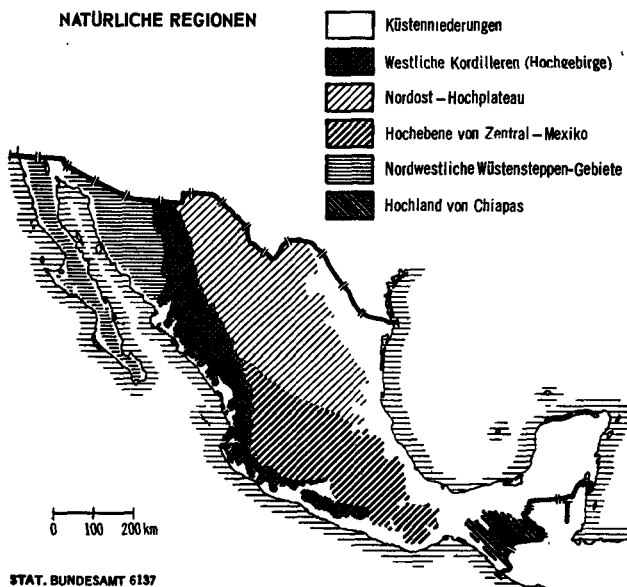 NATÜRLICHE REGIONEN
Küstenniederungen
Westliche Kordilleren (Hochgebirge)
Nordost – Hochplateau
Hochebene von Zentral – Mexiko
Nordwestliche Wüstensteppen-Gebiete
Hochland von Chiapas
0 100 200 km
STAT. BUNDESAMT 6137